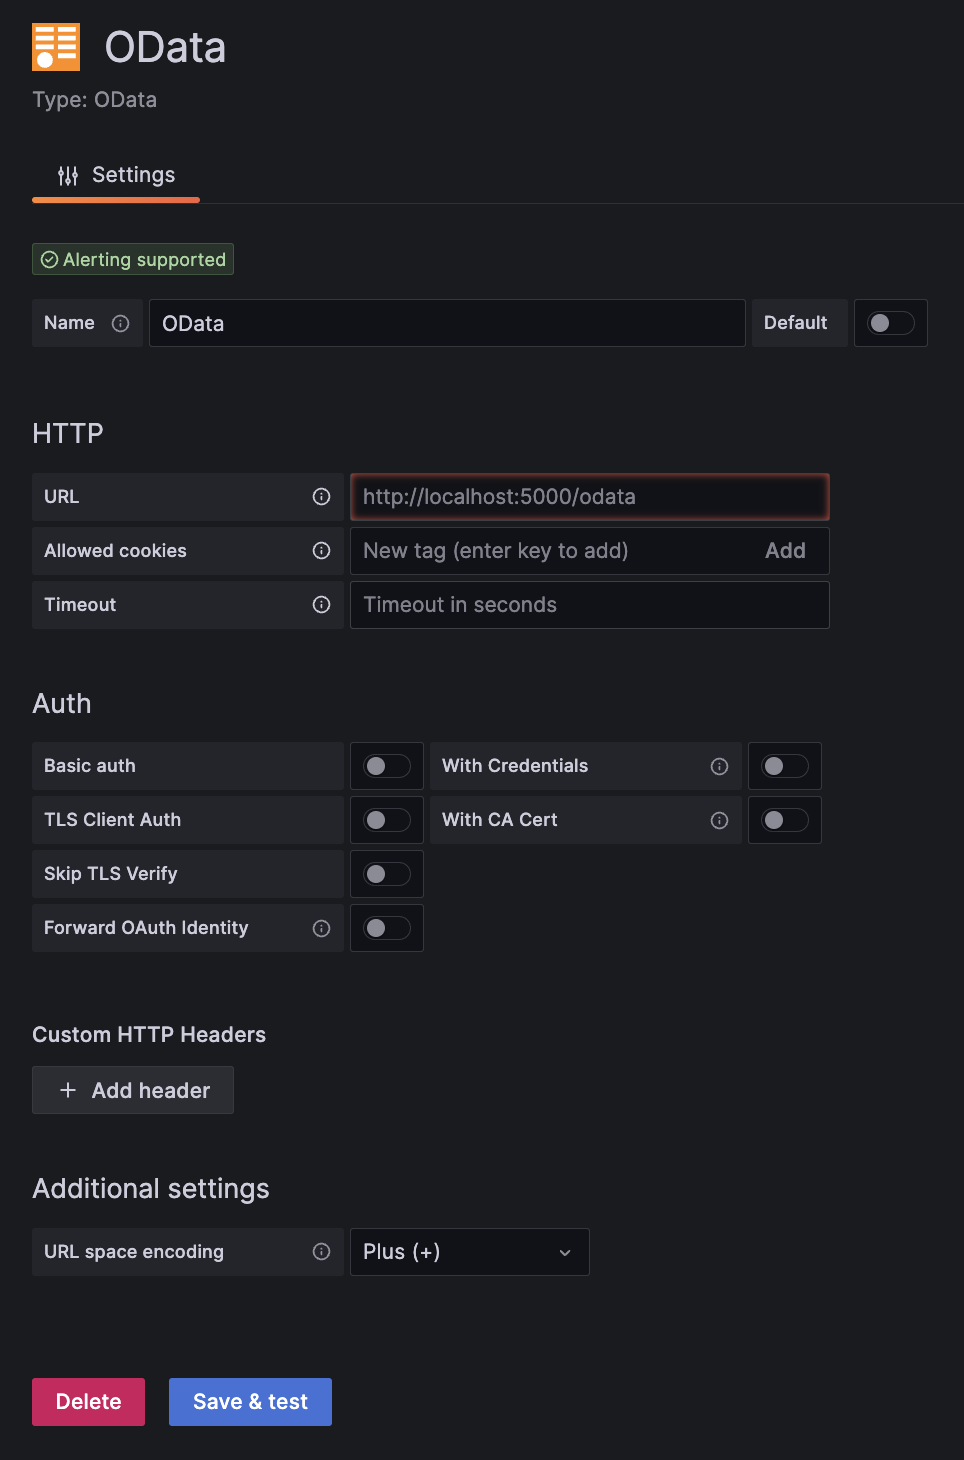 OData
Type: OData
Settings
Alerting supported
Name OData Default
HTTP
URL http://localhost:5000/odata
Allowed cookies New tag (enter key to add) Add
Timeout Timeout in seconds
Auth
Basic auth With Credentials
TLS Client Auth With CA Cert
Skip TLS Verify
Forward OAuth Identity
Custom HTTP Headers
+ Add header
Additional settings
URL space encoding Plus (+)
Delete Save & test